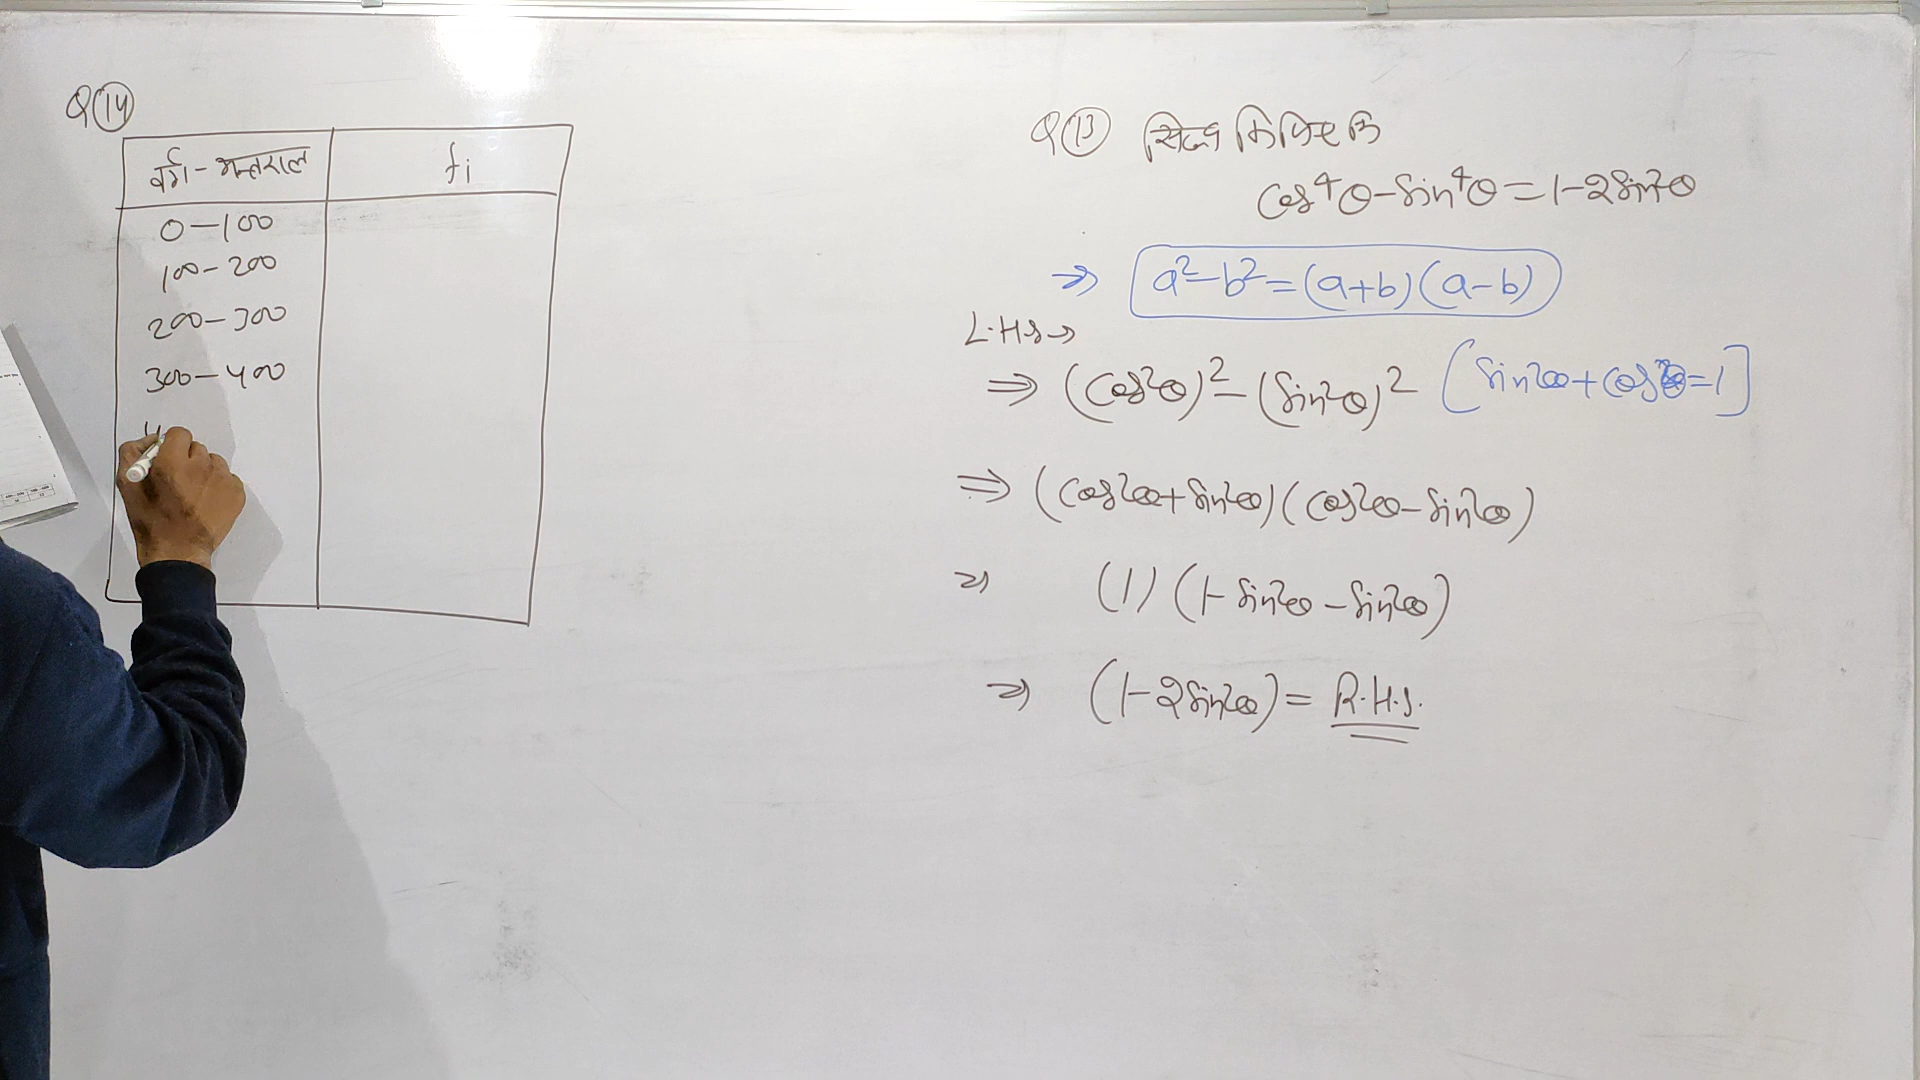 Q 14
वर्ग-अन्तराल fi
0-100
100-200
200-300
300-400
4
Q 13 सिद्ध किजिए कि
cos⁴θ-sin⁴θ=1-2sin²θ
⇒ a²-b²=(a+b)(a-b)
L.H.S→
⇒ (cos²θ)²-(sin²θ)² [sin²θ+cos²θ=1]
⇒ (cos²θ+sin²θ)(cos²θ-sin²θ)
⇒ (1)(1-sin²θ-sin²θ)
⇒ (1-2sin²θ)=R.H.S.